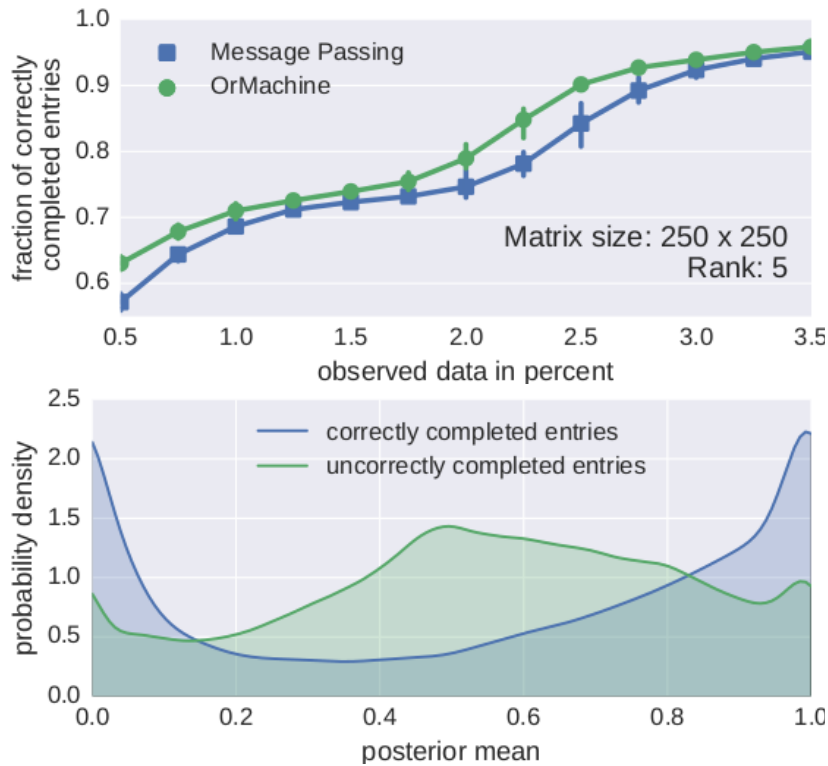 1.0
0.9
0.8
0.7
0.6
fraction of correctly
completed entries
Message Passing
OrMachine
Matrix size: 250 x 250
Rank: 5
0.5 1.0 1.5 2.0 2.5 3.0 3.5
observed data in percent
2.5
2.0
1.5
1.0
0.5
0.0
probability density
correctly completed entries
uncorrectly completed entries
0.0 0.2 0.4 0.6 0.8 1.0
posterior mean